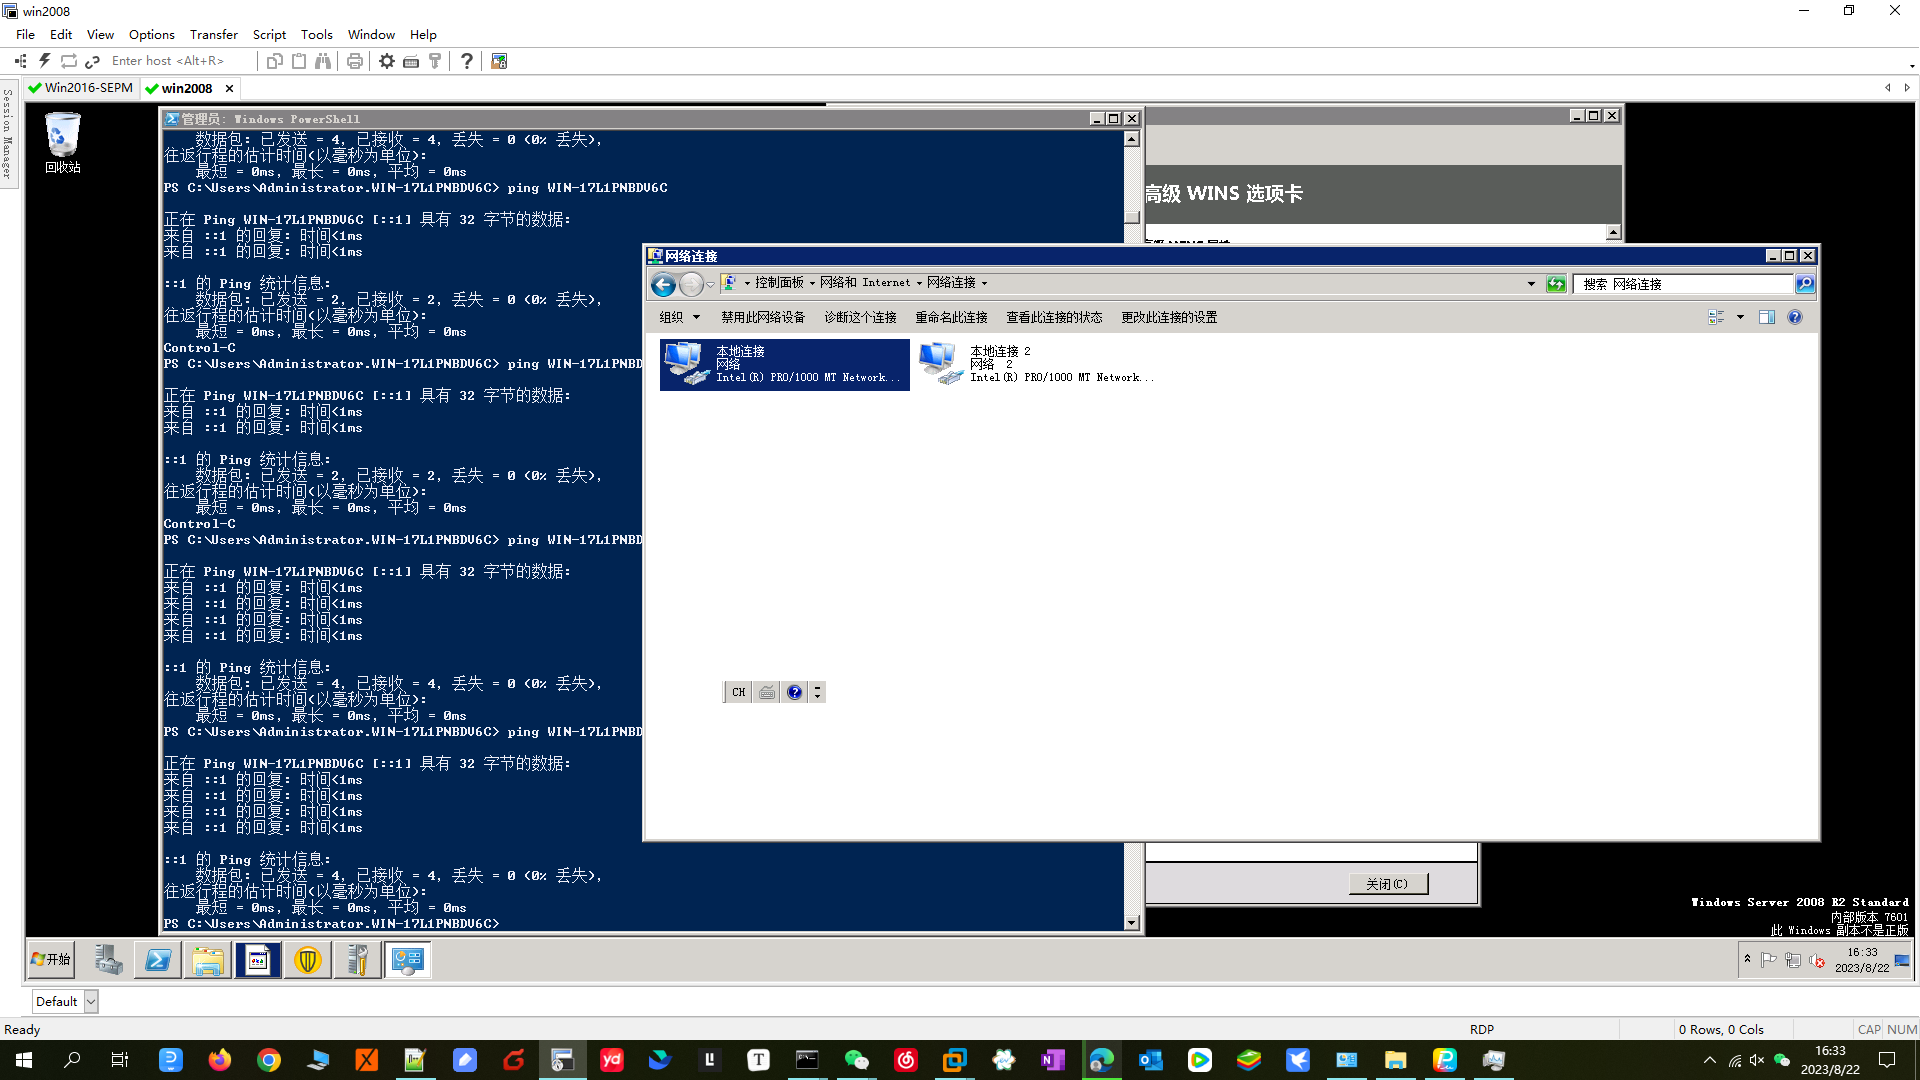 win2008
File Edit View Options Transfer Script Tools Window Help
Enter host <Alt+R>
Session Manager
Win2016-SEPM
win2008
回收站
管理员: Windows PowerShell
数据包: 已发送 = 4，已接收 = 4，丢失 = 0 (0% 丢失)，
往返行程的估计时间(以毫秒为单位):
最短 = 0ms，最长 = 0ms，平均 = 0ms
PS C:\Users\Administrator.WIN-17L1PNBDV6C> ping WIN-17L1PNBDV6C
正在 Ping WIN-17L1PNBDV6C [::1] 具有 32 字节的数据:
来自 ::1 的回复: 时间<1ms
来自 ::1 的回复: 时间<1ms
::1 的 Ping 统计信息:
数据包: 已发送 = 2，已接收 = 2，丢失 = 0 (0% 丢失)，
往返行程的估计时间(以毫秒为单位):
最短 = 0ms，最长 = 0ms，平均 = 0ms
Control-C
PS C:\Users\Administrator.WIN-17L1PNBDV6C> ping WIN-17L1PNBD
正在 Ping WIN-17L1PNBDV6C [::1] 具有 32 字节的数据:
来自 ::1 的回复: 时间<1ms
来自 ::1 的回复: 时间<1ms
::1 的 Ping 统计信息:
数据包: 已发送 = 2，已接收 = 2，丢失 = 0 (0% 丢失)，
往返行程的估计时间(以毫秒为单位):
最短 = 0ms，最长 = 0ms，平均 = 0ms
Control-C
PS C:\Users\Administrator.WIN-17L1PNBDV6C> ping WIN-17L1PNBD
正在 Ping WIN-17L1PNBDV6C [::1] 具有 32 字节的数据:
来自 ::1 的回复: 时间<1ms
来自 ::1 的回复: 时间<1ms
来自 ::1 的回复: 时间<1ms
来自 ::1 的回复: 时间<1ms
::1 的 Ping 统计信息:
数据包: 已发送 = 4，已接收 = 4，丢失 = 0 (0% 丢失)，
往返行程的估计时间(以毫秒为单位):
最短 = 0ms，最长 = 0ms，平均 = 0ms
PS C:\Users\Administrator.WIN-17L1PNBDV6C> ping WIN-17L1PNBD
正在 Ping WIN-17L1PNBDV6C [::1] 具有 32 字节的数据:
来自 ::1 的回复: 时间<1ms
来自 ::1 的回复: 时间<1ms
来自 ::1 的回复: 时间<1ms
来自 ::1 的回复: 时间<1ms
::1 的 Ping 统计信息:
数据包: 已发送 = 4，已接收 = 4，丢失 = 0 (0% 丢失)，
往返行程的估计时间(以毫秒为单位):
最短 = 0ms，最长 = 0ms，平均 = 0ms
PS C:\Users\Administrator.WIN-17L1PNBDV6C>
高级 WINS 选项卡
网络连接
控制面板 网络和 Internet 网络连接
搜索 网络连接
组织 禁用此网络设备 诊断这个连接 重命名此连接 查看此连接的状态 更改此连接的设置
本地连接
网络
Intel(R) PRO/1000 MT Network...
本地连接 2
网络 2
Intel(R) PRO/1000 MT Network...
CH
关闭(C)
Windows Server 2008 R2 Standard
内部版本 7601
此 Windows 副本不是正版
开始
16:33
2023/8/22
Default
Ready
RDP
0 Rows, 0 Cols
CAP NUM
16:33
2023/8/22